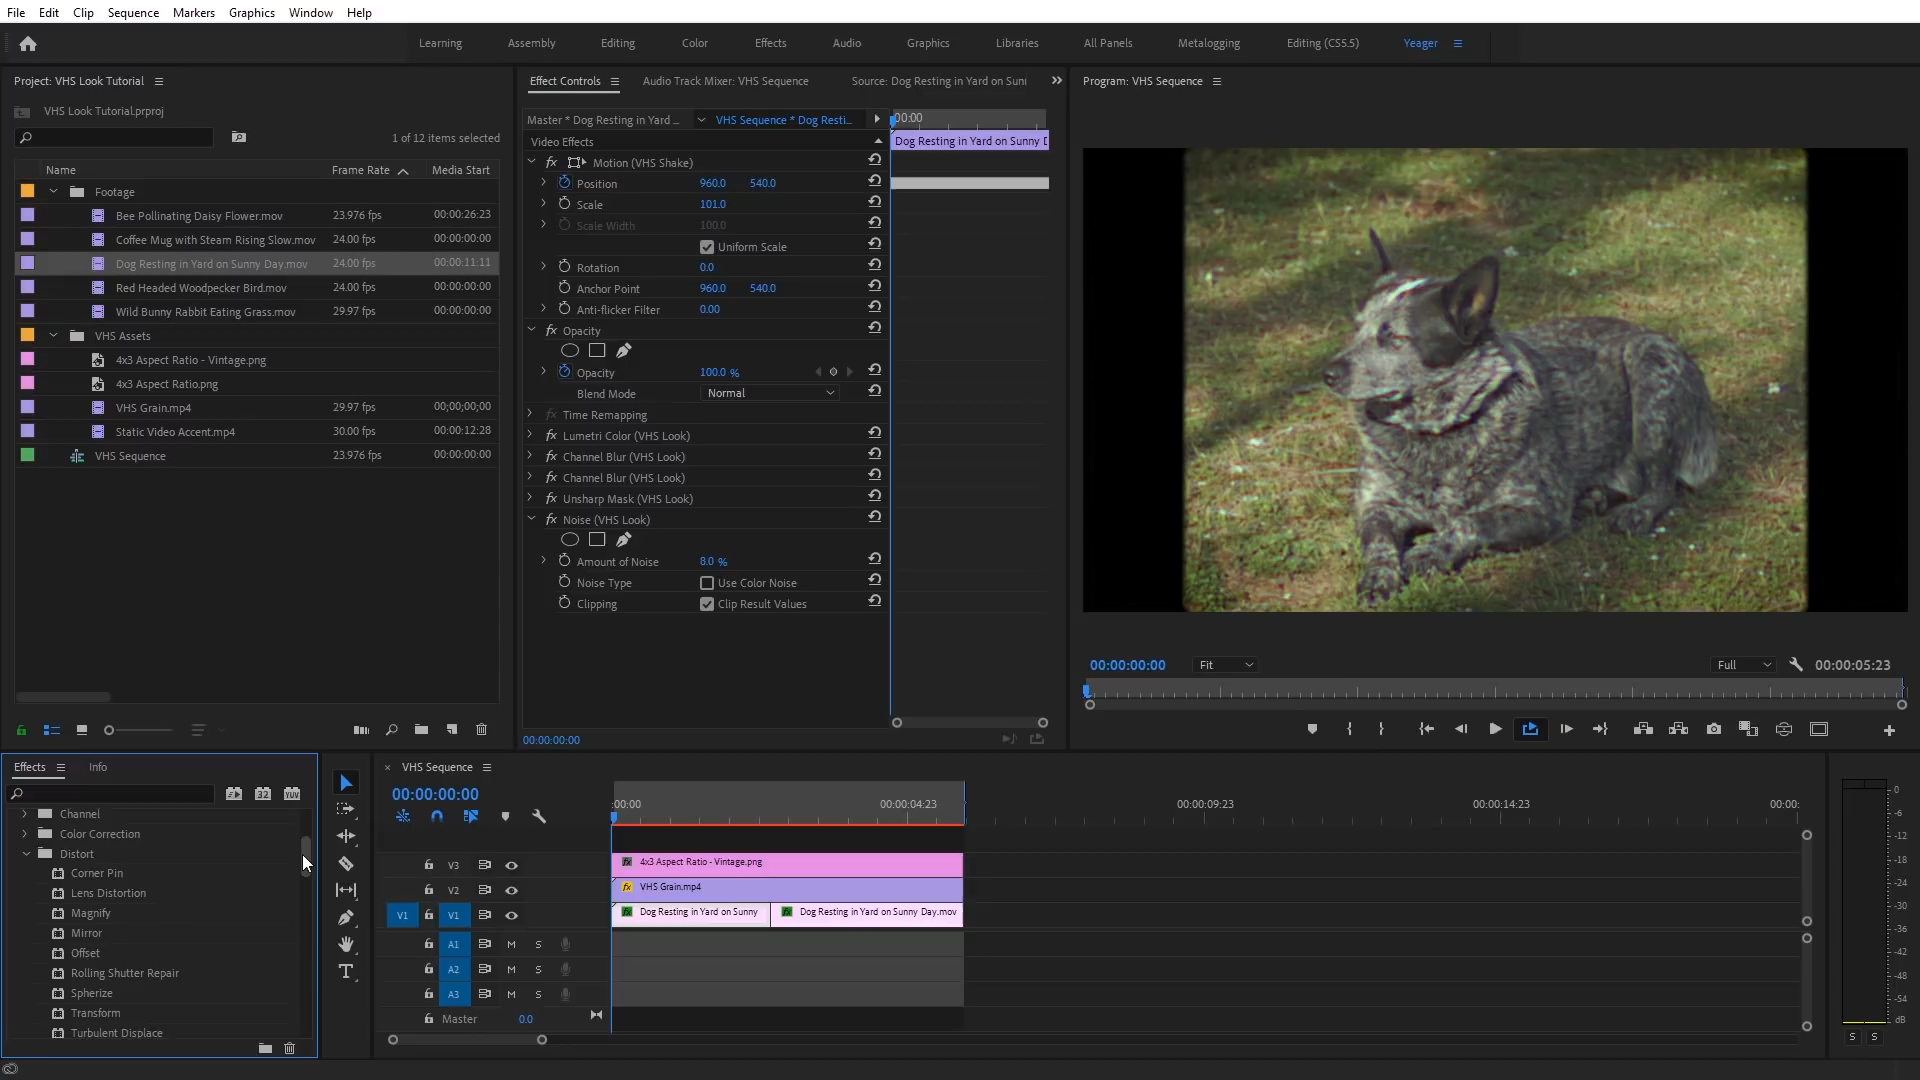 File Edit Clip Sequence Markers Graphics Window Help
Learning Assembly Editing Color Effects Audio Graphics Libraries All Panels Metalogging Editing (CS5.5) Yeager
Project: VHS Look Tutorial
VHS Look Tutorial.prproj
1 of 12 items selected
Name Frame Rate Media Start
Footage
Bee Pollinating Daisy Flower.mov 23.976 fps 00:00:26:23
Coffee Mug with Steam Rising Slow.mov 24.00 fps 00:00:00:00
Dog Resting in Yard on Sunny Day.mov 24.00 fps 00:00:11:11
Red Headed Woodpecker Bird.mov 24.00 fps 00:00:00:00
Wild Bunny Rabbit Eating Grass.mov 29.97 fps 00:00:00:00
VHS Assets
4x3 Aspect Ratio - Vintage.png
4x3 Aspect Ratio.png
VHS Grain.mp4 29.97 fps 00;00;00;00
Static Video Accent.mp4 30.00 fps 00:00:12:28
VHS Sequence 23.976 fps 00:00:00:00
Effect Controls Audio Track Mixer: VHS Sequence Source: Dog Resting in Yard on Sun
Master * Dog Resting in Yard ... VHS Sequence * Dog Resti... :00:00
Video Effects Dog Resting in Yard on Sunny D
Motion (VHS Shake)
Position 960.0 540.0
Scale 101.0
Scale Width 100.0
Uniform Scale
Rotation 0.0
Anchor Point 960.0 540.0
Anti-flicker Filter 0.00
Opacity
Opacity 100.0 %
Blend Mode Normal
Time Remapping
Lumetri Color (VHS Look)
Channel Blur (VHS Look)
Channel Blur (VHS Look)
Unsharp Mask (VHS Look)
Noise (VHS Look)
Amount of Noise 8.0 %
Noise Type Use Color Noise
Clipping Clip Result Values
00:00:00:00
Program: VHS Sequence
00:00:00:00 Fit Full 00:00:05:23
Effects Info
32 YUV
Channel
Color Correction
Distort
Corner Pin
Lens Distortion
Magnify
Mirror
Offset
Rolling Shutter Repair
Spherize
Transform
Turbulent Displace
VHS Sequence
00:00:00:00
:00:00 00:00:04:23 00:00:09:23 00:00:14:23 00:00:
V3 4x3 Aspect Ratio - Vintage.png
V2 fx VHS Grain.mp4
V1 V1 fx Dog Resting in Yard on Sunny fx Dog Resting in Yard on Sunny Day.mov
A1 M S
A2 M S
A3 M S
Master 0.0
0
-6
-12
-18
-24
-30
-36
-42
-48
-54
dB
S S